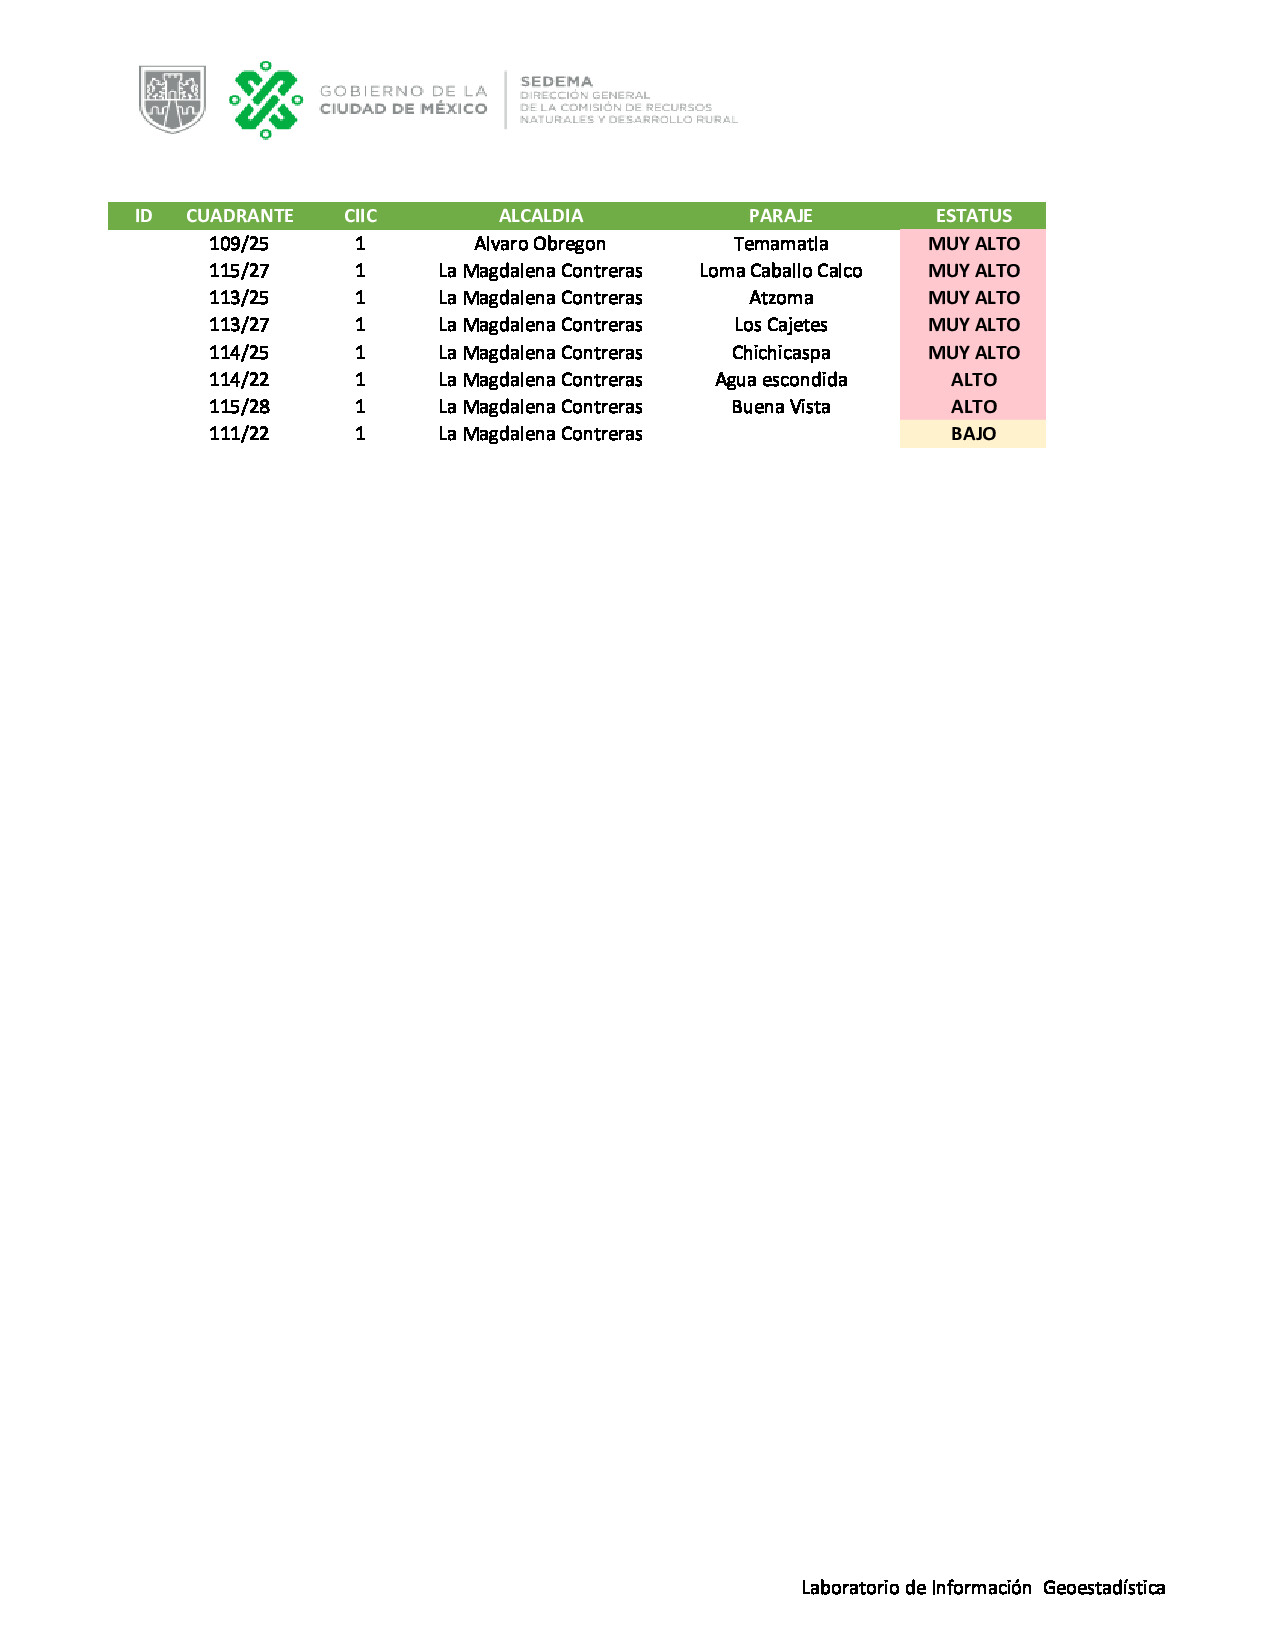 GOBIERNO DE LA
CIUDAD DE MÉXICO
SEDEMA
DIRECCIÓN GENERAL
DE LA COMISIÓN DE RECURSOS
NATURALES Y DESARROLLO RURAL
ID CUADRANTE CIIC ALCALDIA PARAJE ESTATUS
109/25 1 Alvaro Obregon Temamatla MUY ALTO
115/27 1 La Magdalena Contreras Loma Caballo Calco MUY ALTO
113/25 1 La Magdalena Contreras Atzoma MUY ALTO
113/27 1 La Magdalena Contreras Los Cajetes MUY ALTO
114/25 1 La Magdalena Contreras Chichicaspa MUY ALTO
114/22 1 La Magdalena Contreras Agua escondida ALTO
115/28 1 La Magdalena Contreras Buena Vista ALTO
111/22 1 La Magdalena Contreras BAJO
Laboratorio de Información Geoestadística